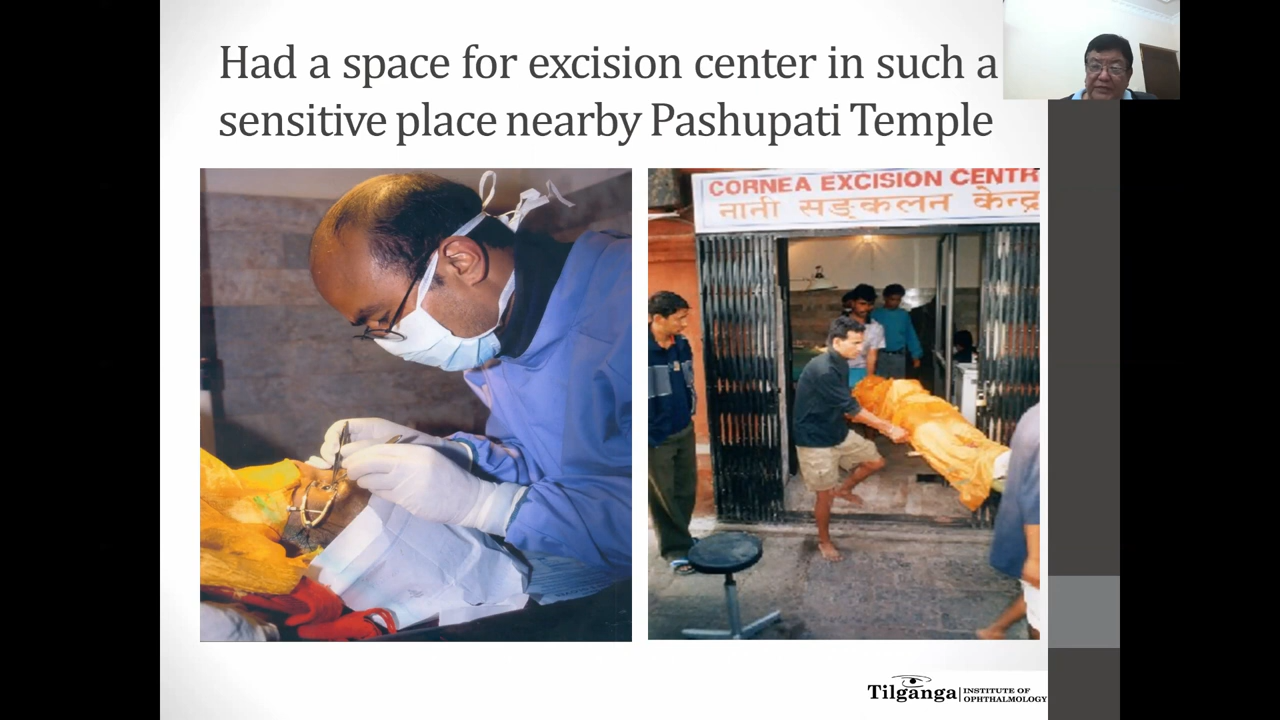 Had a space for excision center in such a
sensitive place nearby Pashupati Temple
CORNEA EXCISION CENTR
नानी सङ्कलन केन्द्र
Tilganga INSTITUTE OF
OPHTHALMOLOGY